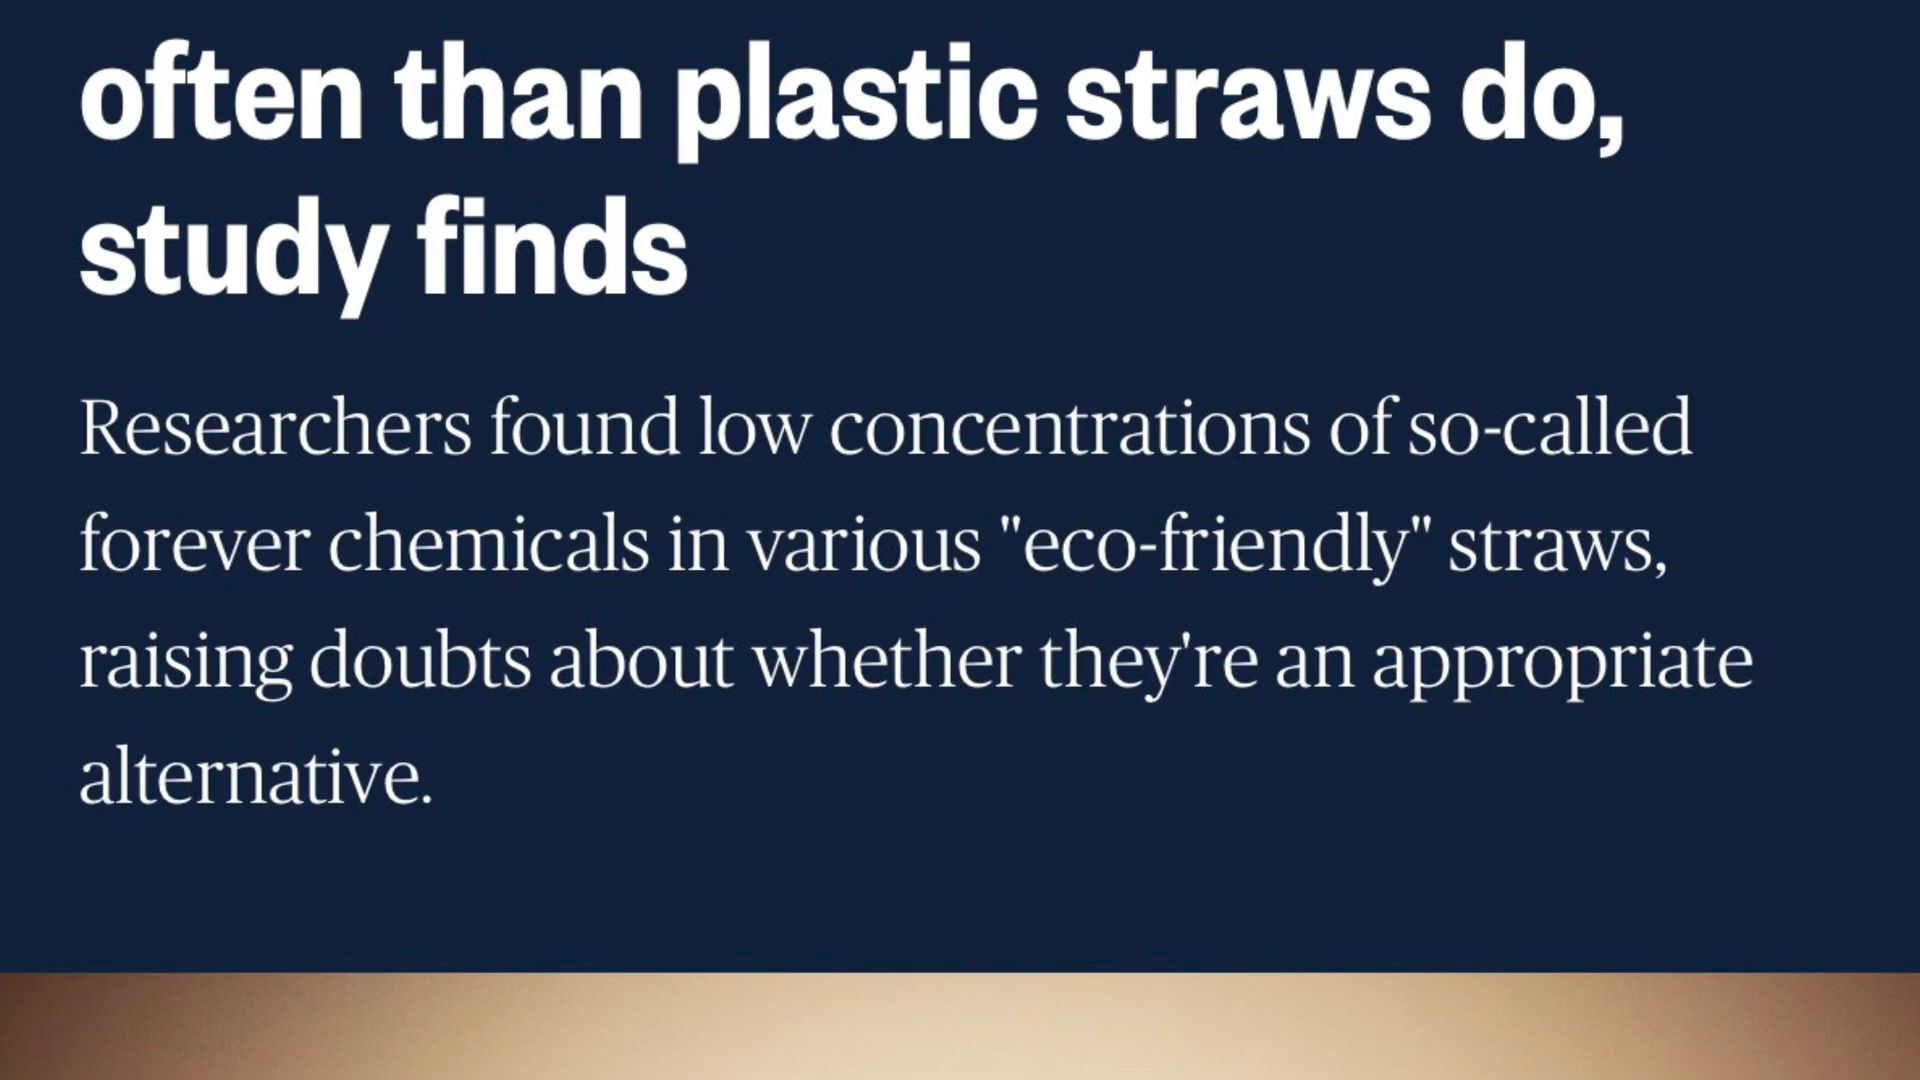 often than plastic straws do,
study finds
Researchers found low concentrations of so-called
forever chemicals in various "eco-friendly" straws,
raising doubts about whether they're an appropriate
alternative.